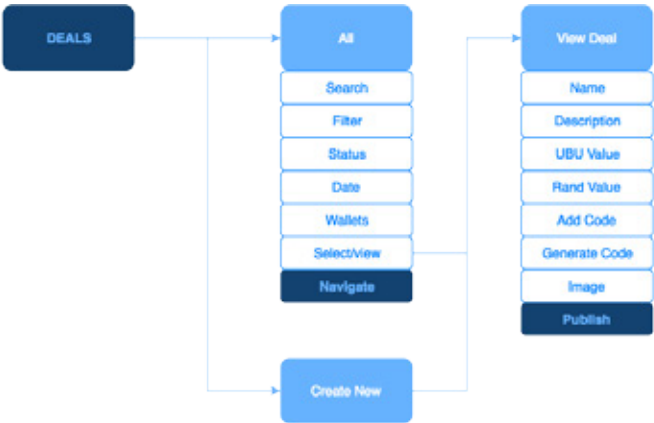 DEALS
All
Search
Filter
Status
Date
Wallets
Select/view
Navigate
Create New
View Deal
Name
Description
UBU Value
Rand Value
Add Code
Generate Code
Image
Publish